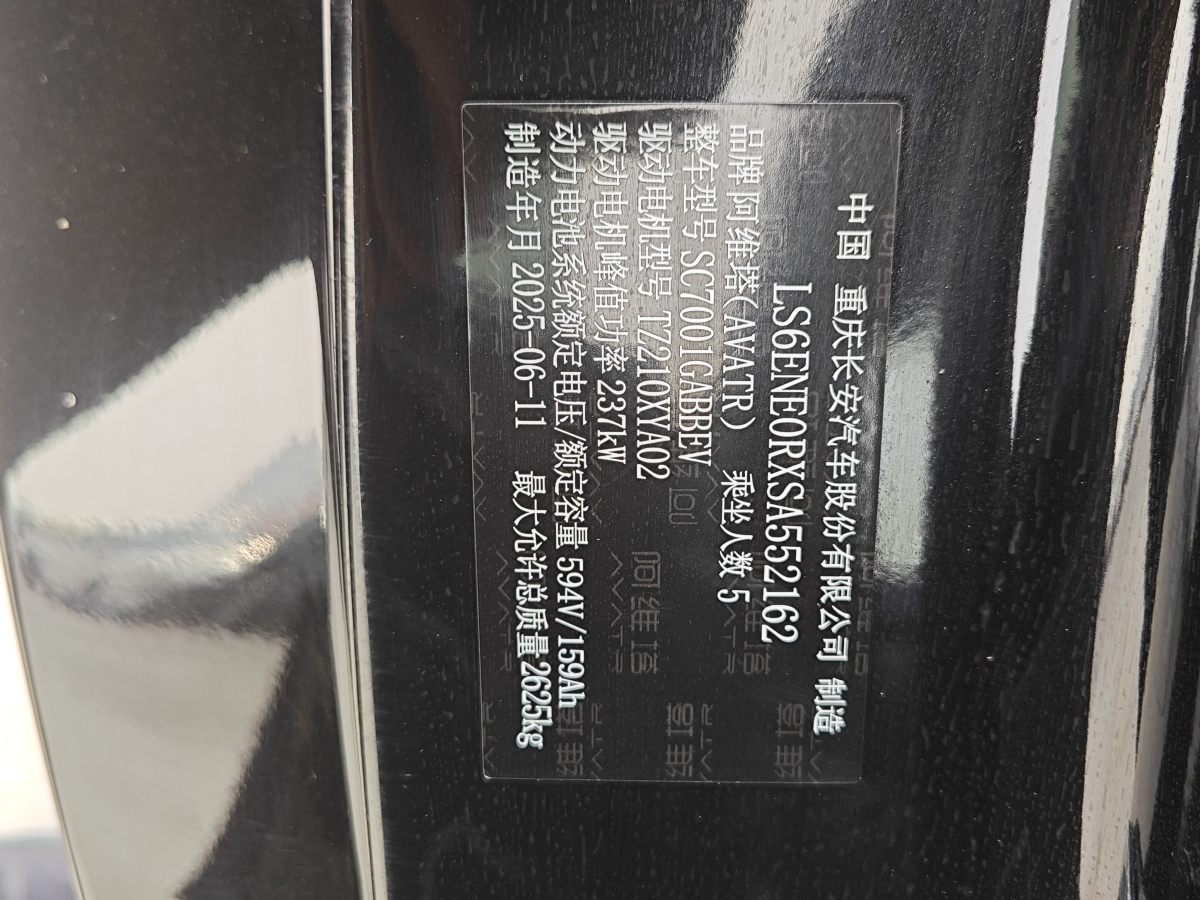 中国 重庆长安汽车股份有限公司 制造
LS6ENE0RXSA552162
品牌 阿维塔(AVATR) 乘坐人数 5
整车型号 SC7001GABBEV
驱动电机型号 TZ210XYA02
驱动电机峰值功率 237kW
动力电池系统额定电压/额定容量 594V/159Ah
制造年月 2025-06-11 最大允许总质量 2625kg